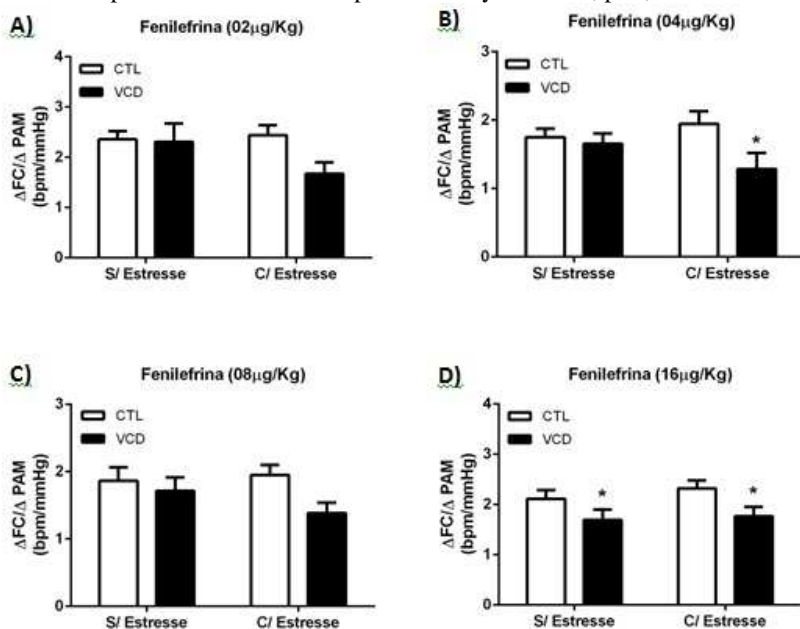 A)
Fenilefrina (02µg/Kg)
4
3
2
1
0
ΔFC/Δ PAM
(bpm/mmHg)
CTL
VCD
S/ Estresse
C/ Estresse
B)
Fenilefrina (04µg/Kg)
3
2
1
0
ΔFC/Δ PAM
(bpm/mmHg)
CTL
VCD
*
S/ Estresse
C/ Estresse
C)
Fenilefrina (08µg/Kg)
3
2
1
0
ΔFC/Δ PAM
(bpm/mmHg)
CTL
VCD
S/ Estresse
C/ Estresse
D)
Fenilefrina (16µg/Kg)
4
3
2
1
0
ΔFC/Δ PAM
(bpm/mmHg)
CTL
VCD
*
*
S/ Estresse
C/ Estresse